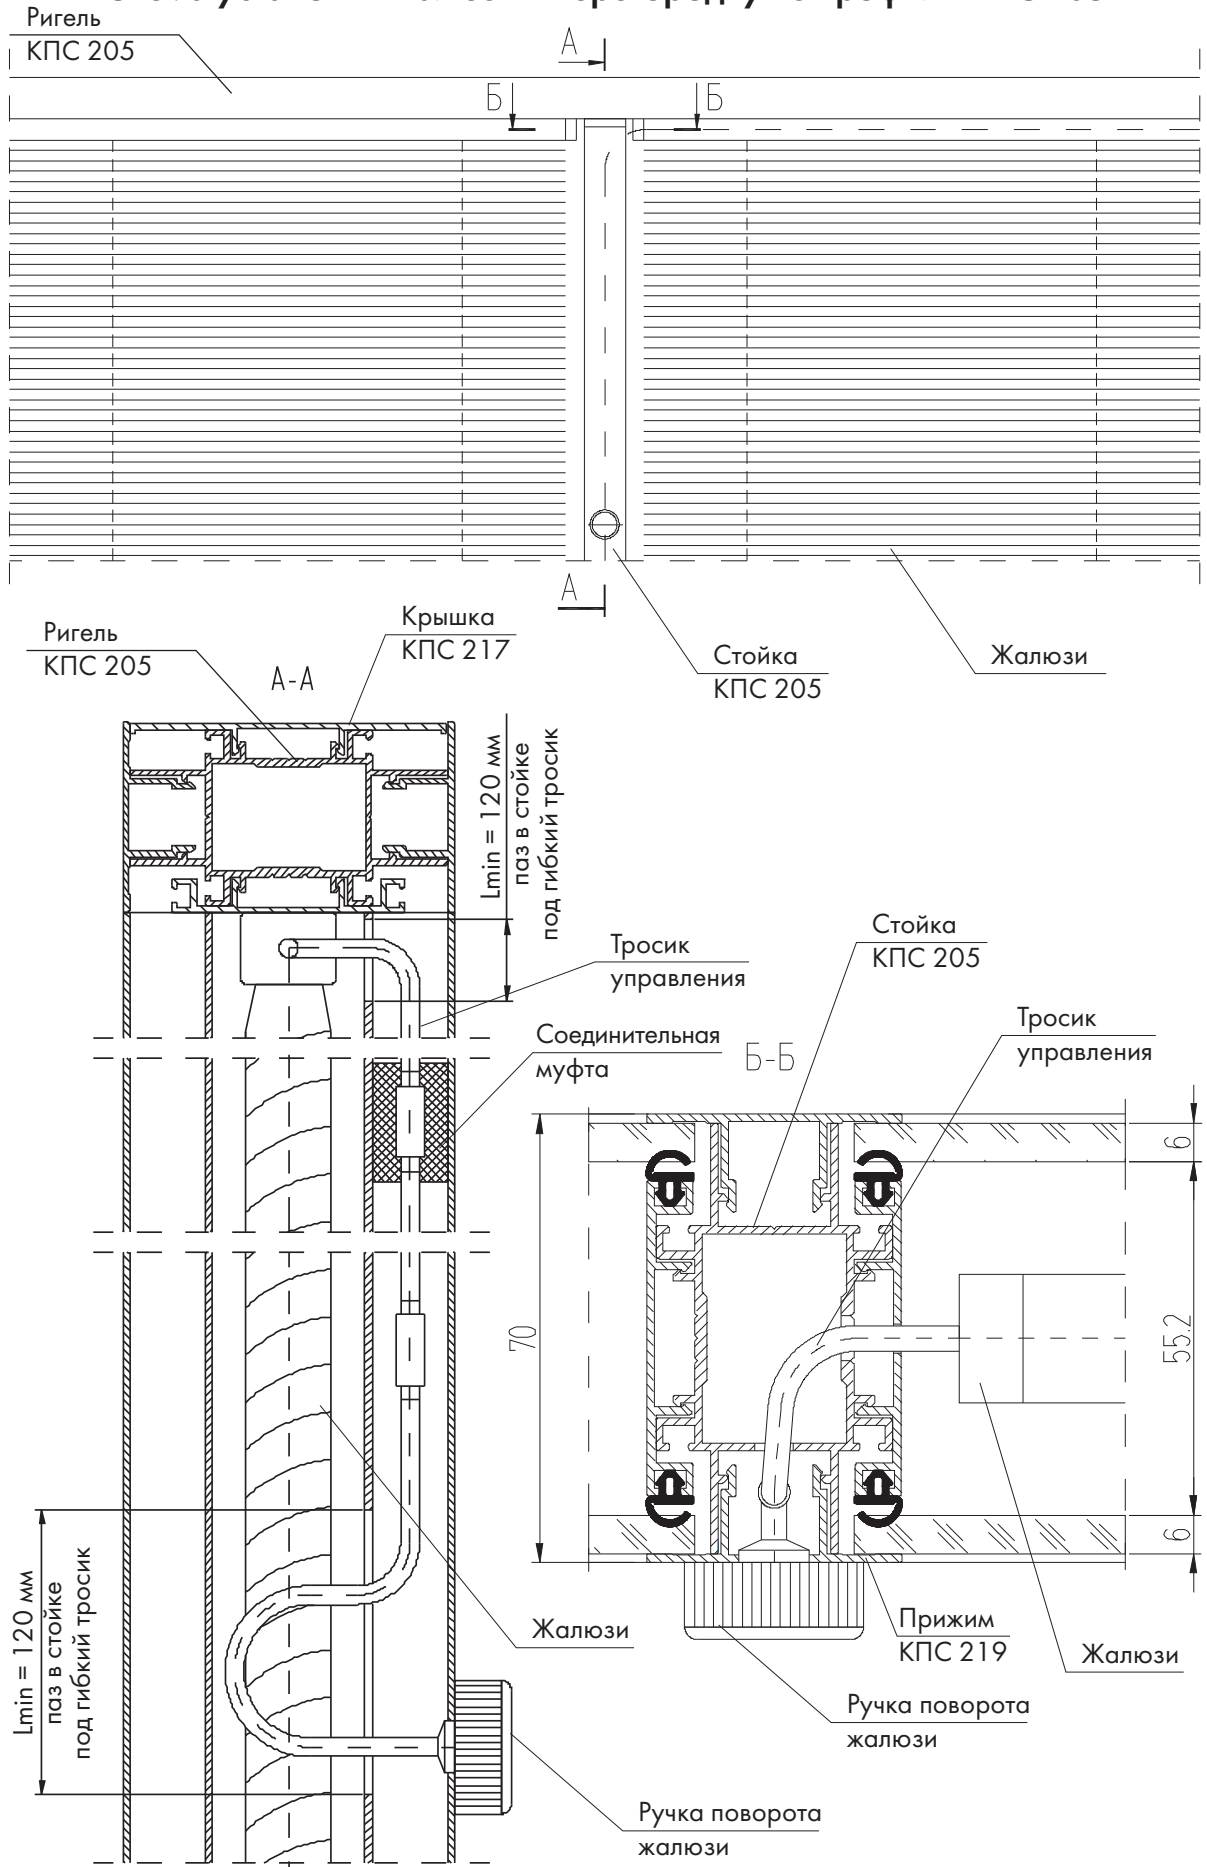 Ригель
КПС 205
А
Б
Б
А
Стойка
КПС 205
Жалюзи
Ригель
КПС 205
Крышка
КПС 217
А-А
Lmin = 120 мм
паз в стойке
под гибкий тросик
Тросик
управления
Соединительная
муфта
Жалюзи
Lmin = 120 мм
паз в стойке
под гибкий тросик
Ручка поворота
жалюзи
Б-Б
Стойка
КПС 205
Тросик
управления
70
6
55.2
6
Прижим
КПС 219
Жалюзи
Ручка поворота
жалюзи